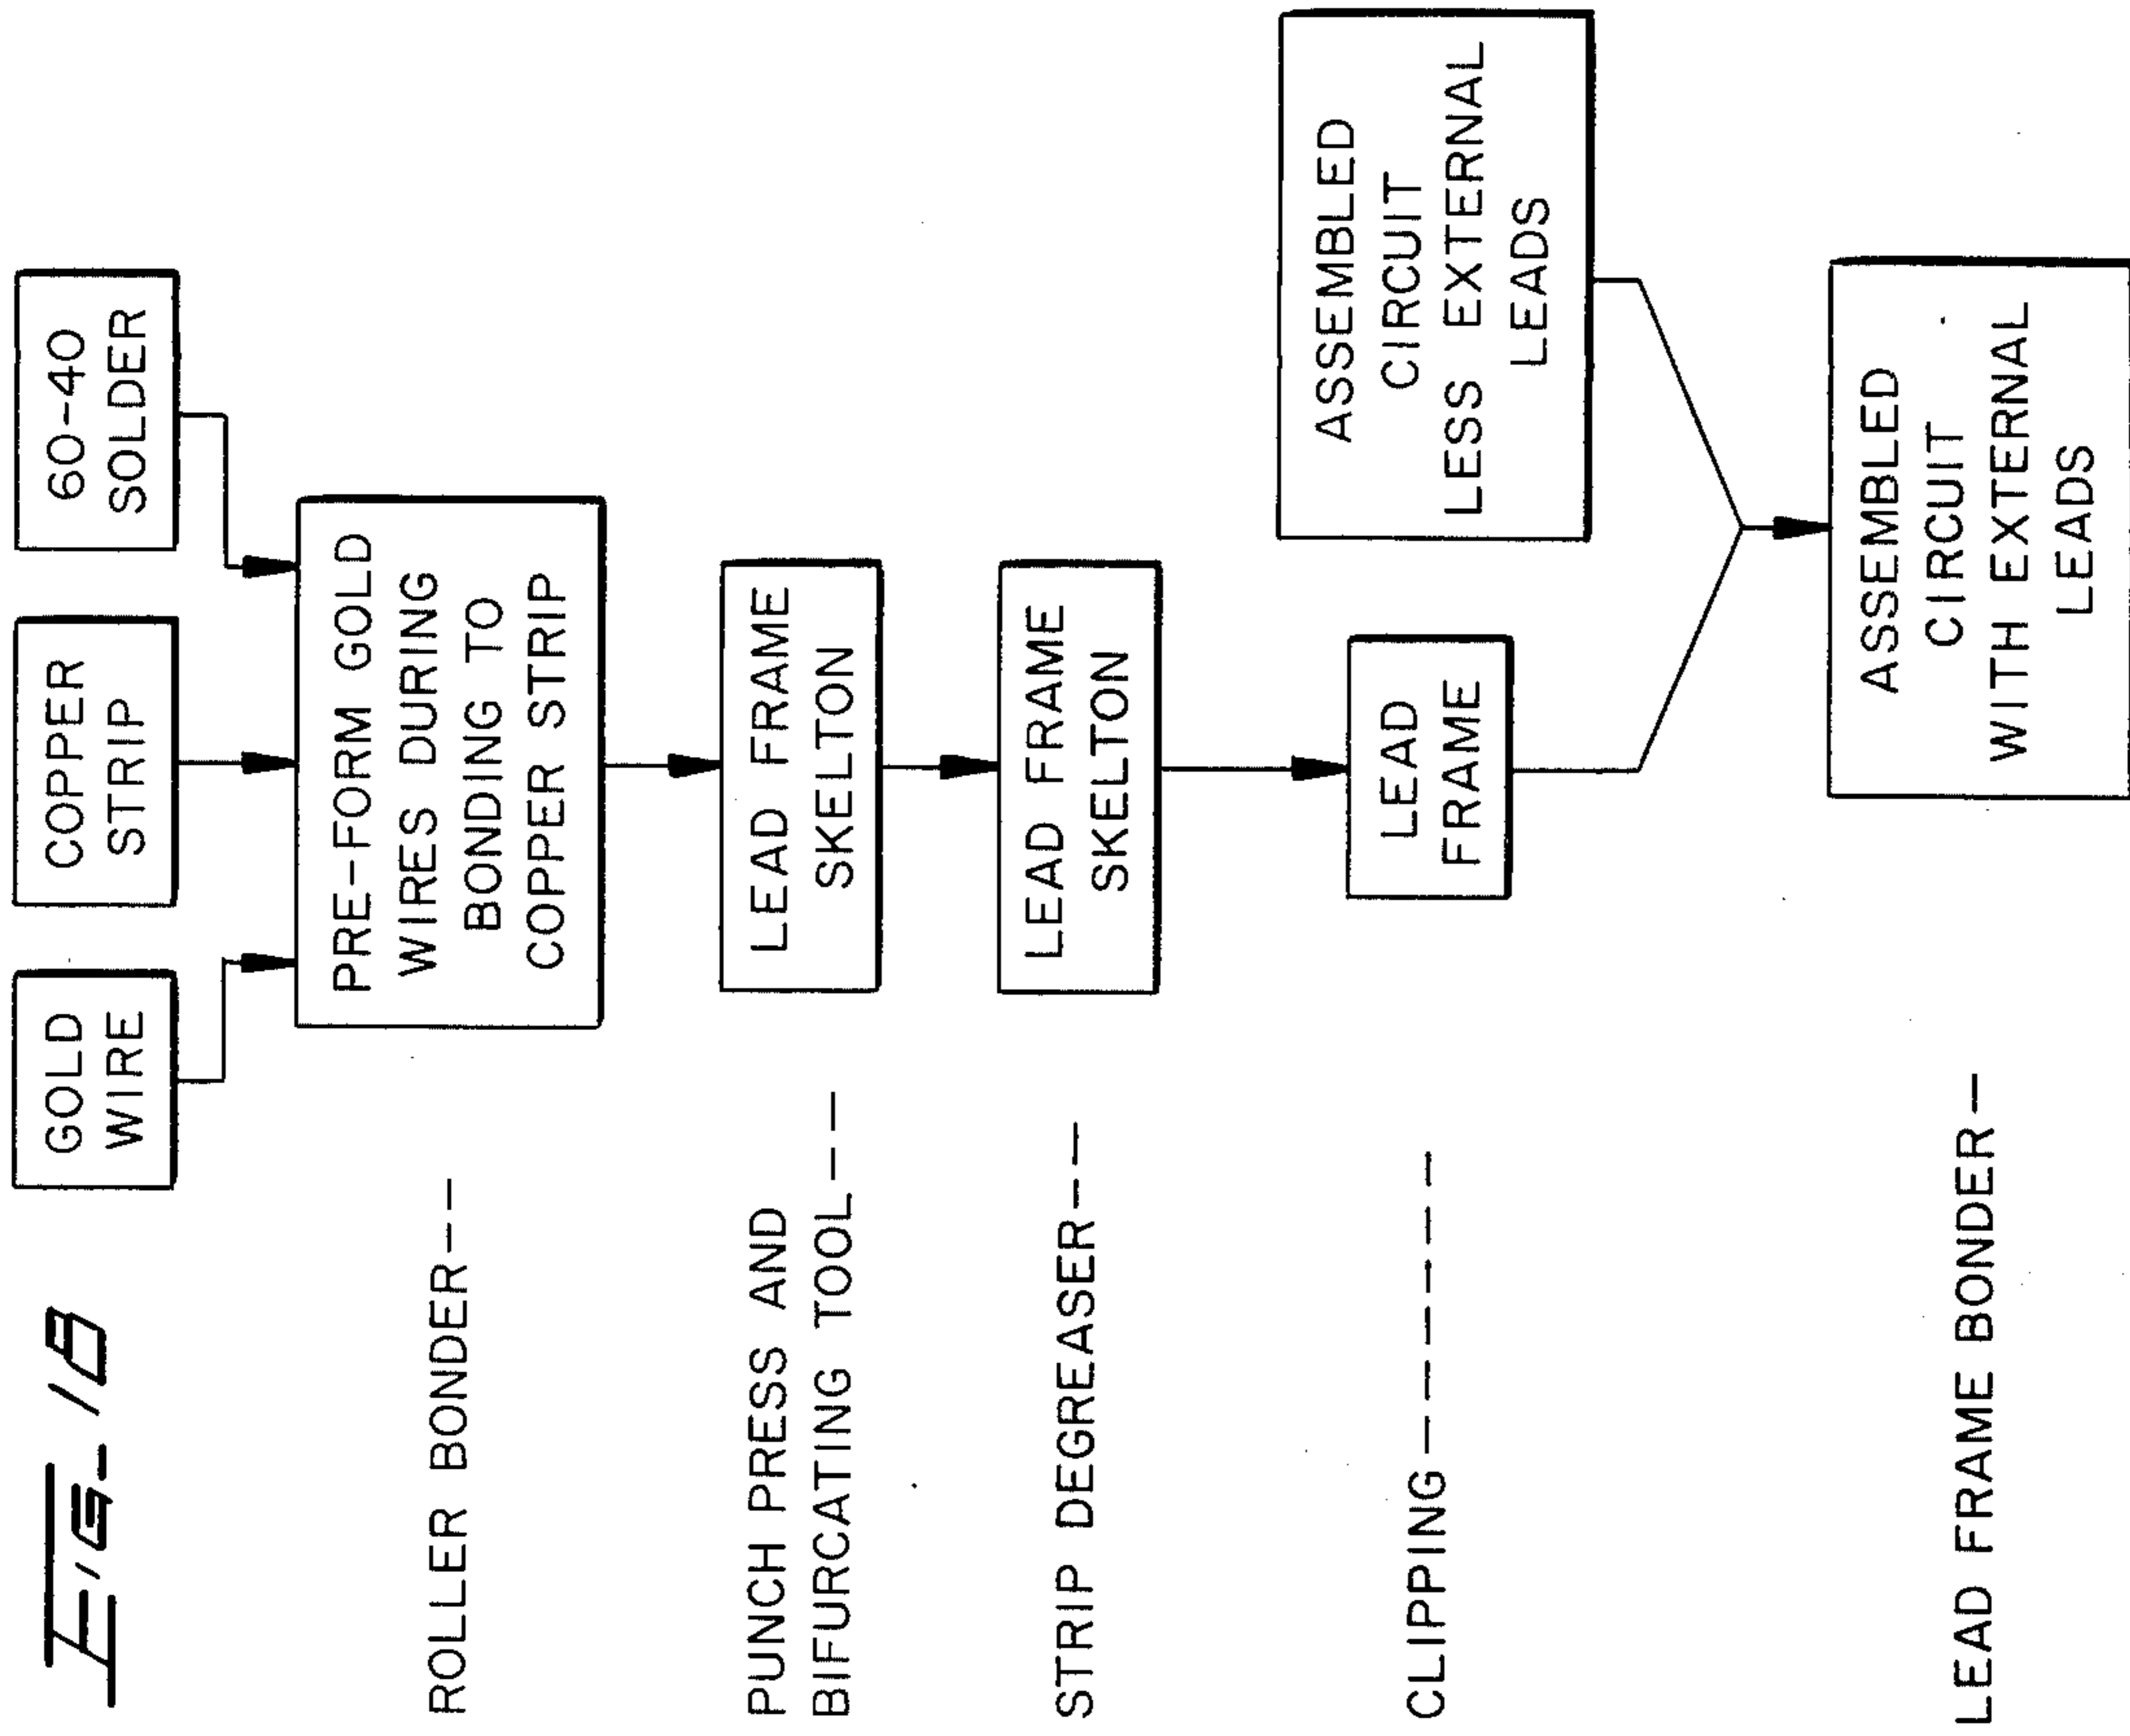 FIG-1B
GOLD
WIRE
COPPER
STRIP
60-40
SOLDER
ROLLER BONDER--
PRE-FORM GOLD
WIRES DURING
BONDING TO
COPPER STRIP
PUNCH PRESS AND
BIFURCATING TOOL---
LEAD FRAME
SKELTON
STRIP DEGREASER--
LEAD FRAME
SKELTON
CLIPPING------
LEAD
FRAME
ASSEMBLED
CIRCUIT
LESS EXTERNAL
LEADS
LEAD FRAME BONDER-
ASSEMBLED
CIRCUIT
WITH EXTERNAL
LEADS